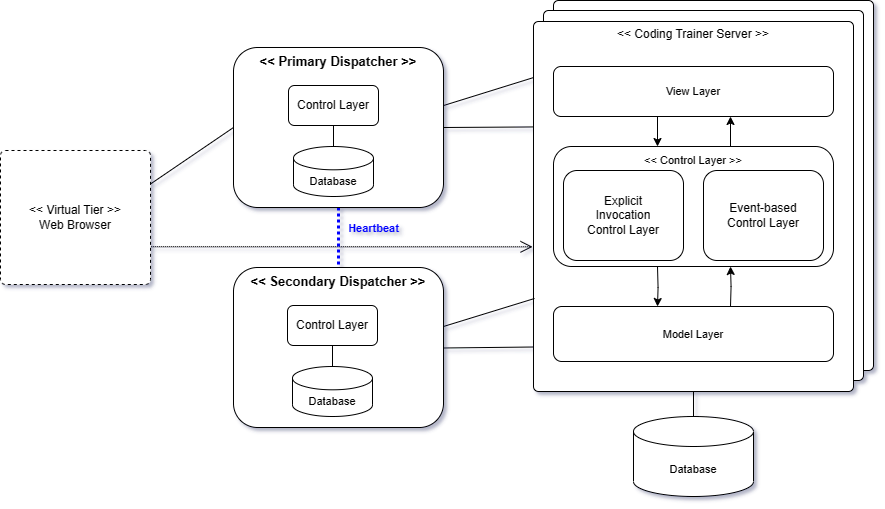 << Coding Trainer Server >>
<< Primary Dispatcher >>
Control Layer
Database
View Layer
<< Control Layer >>
Explicit
Invocation
Control Layer
Event-based
Control Layer
<< Virtual Tier >>
Web Browser
Heartbeat
<< Secondary Dispatcher >>
Control Layer
Database
Model Layer
Database